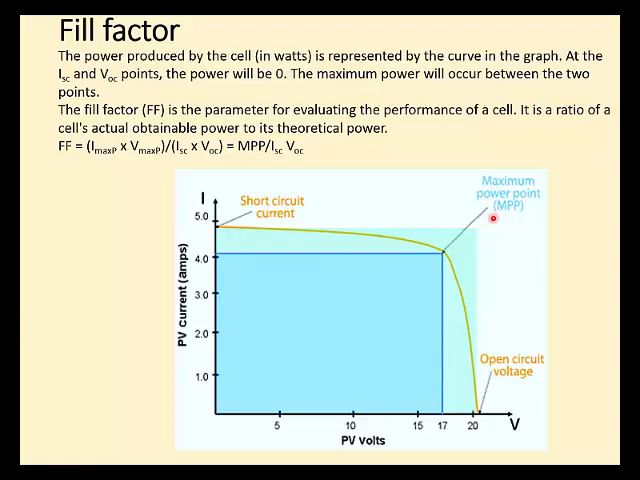 Fill factor
The power produced by the cell (in watts) is represented by the curve in the graph. At the
Isc and Voc points, the power will be 0. The maximum power will occur between the two
points.
The fill factor (FF) is the parameter for evaluating the performance of a cell. It is a ratio of a
cell's actual obtainable power to its theoretical power.
FF = (ImaxP x VmaxP)/(Isc x Voc) = MPP/Isc Voc
I
Short circuit
current
Maximum
power point
(MPP)
5.0
4.0
3.0
2.0
1.0
PV current (amps)
Open circuit
voltage
5
10
15
17
20
V
PV volts